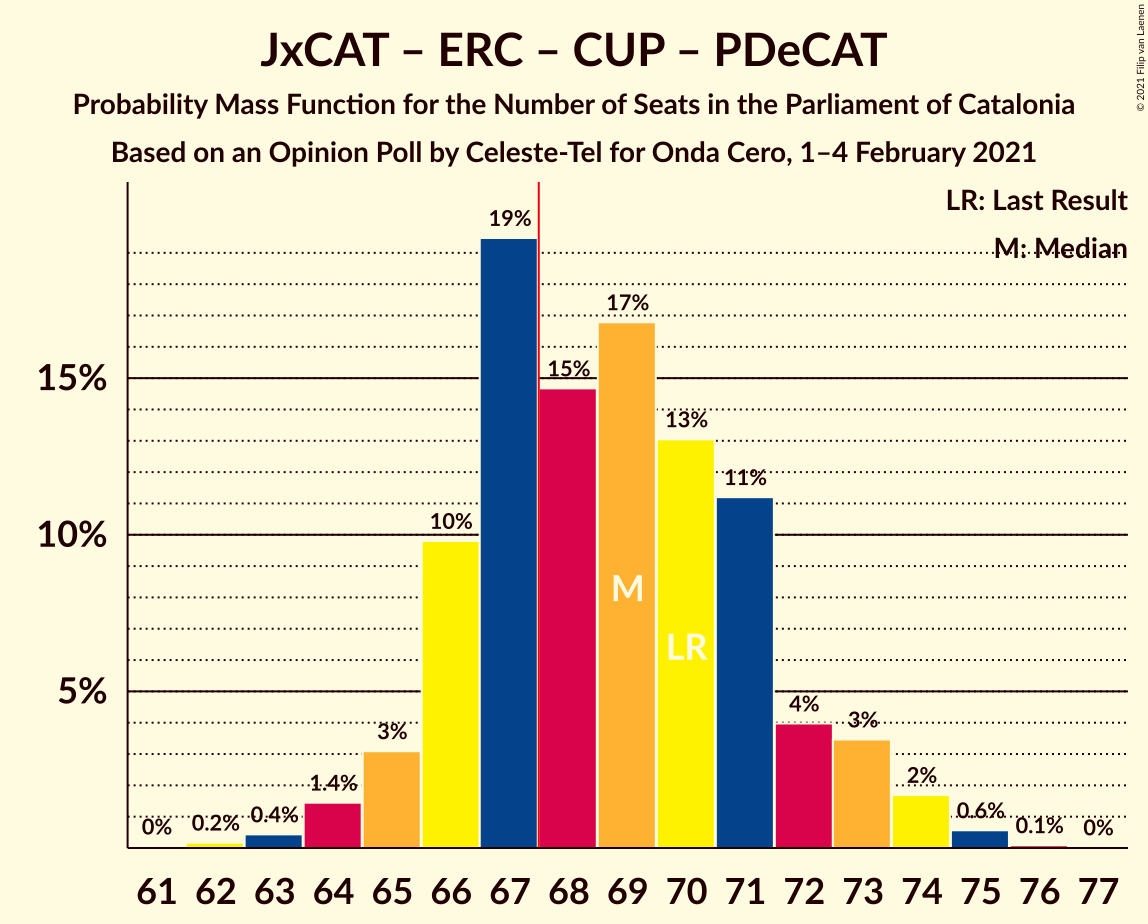 JxCAT – ERC – CUP – PDeCAT
Probability Mass Function for the Number of Seats in the Parliament of Catalonia
Based on an Opinion Poll by Celeste-Tel for Onda Cero, 1–4 February 2021
© 2021 Filip van Laenen
LR: Last Result
M: Median
19%
17%
15%
15%
13%
11%
10%
10%
M
LR
5%
4%
3%
3%
2%
1.4%
0.6%
0.4%
0.2%
0.1%
0%
0%
61 62 63 64 65 66 67 68 69 70 71 72 73 74 75 76 77